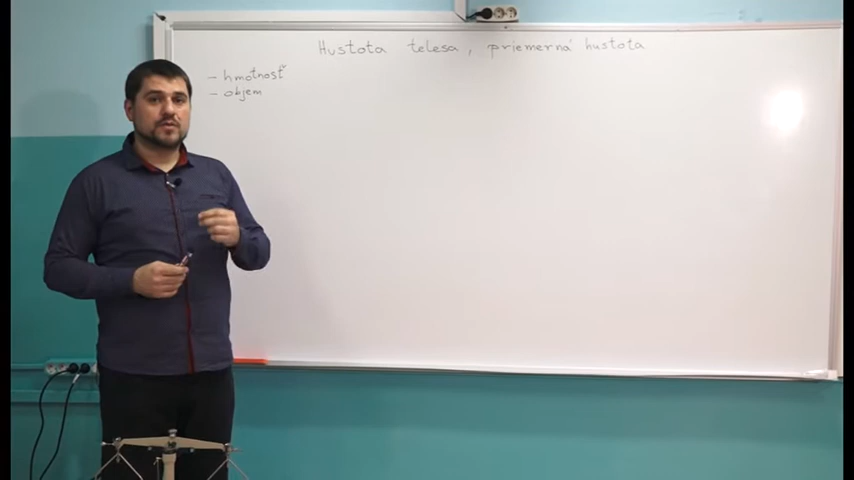 Hustota telesa, priemerná hustota
- hmotnosť
- objem